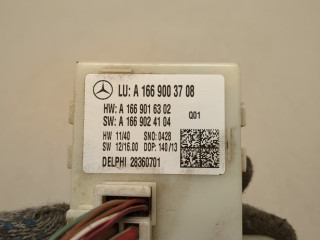 LU: A 166 900 37 08
HW: A 166 901 63 02
Q01
SW: A 166 902 41 04
HW 11/40 SNO: 0428
SW 12/16.00 DOP: 140/13
DELPHI 28360701